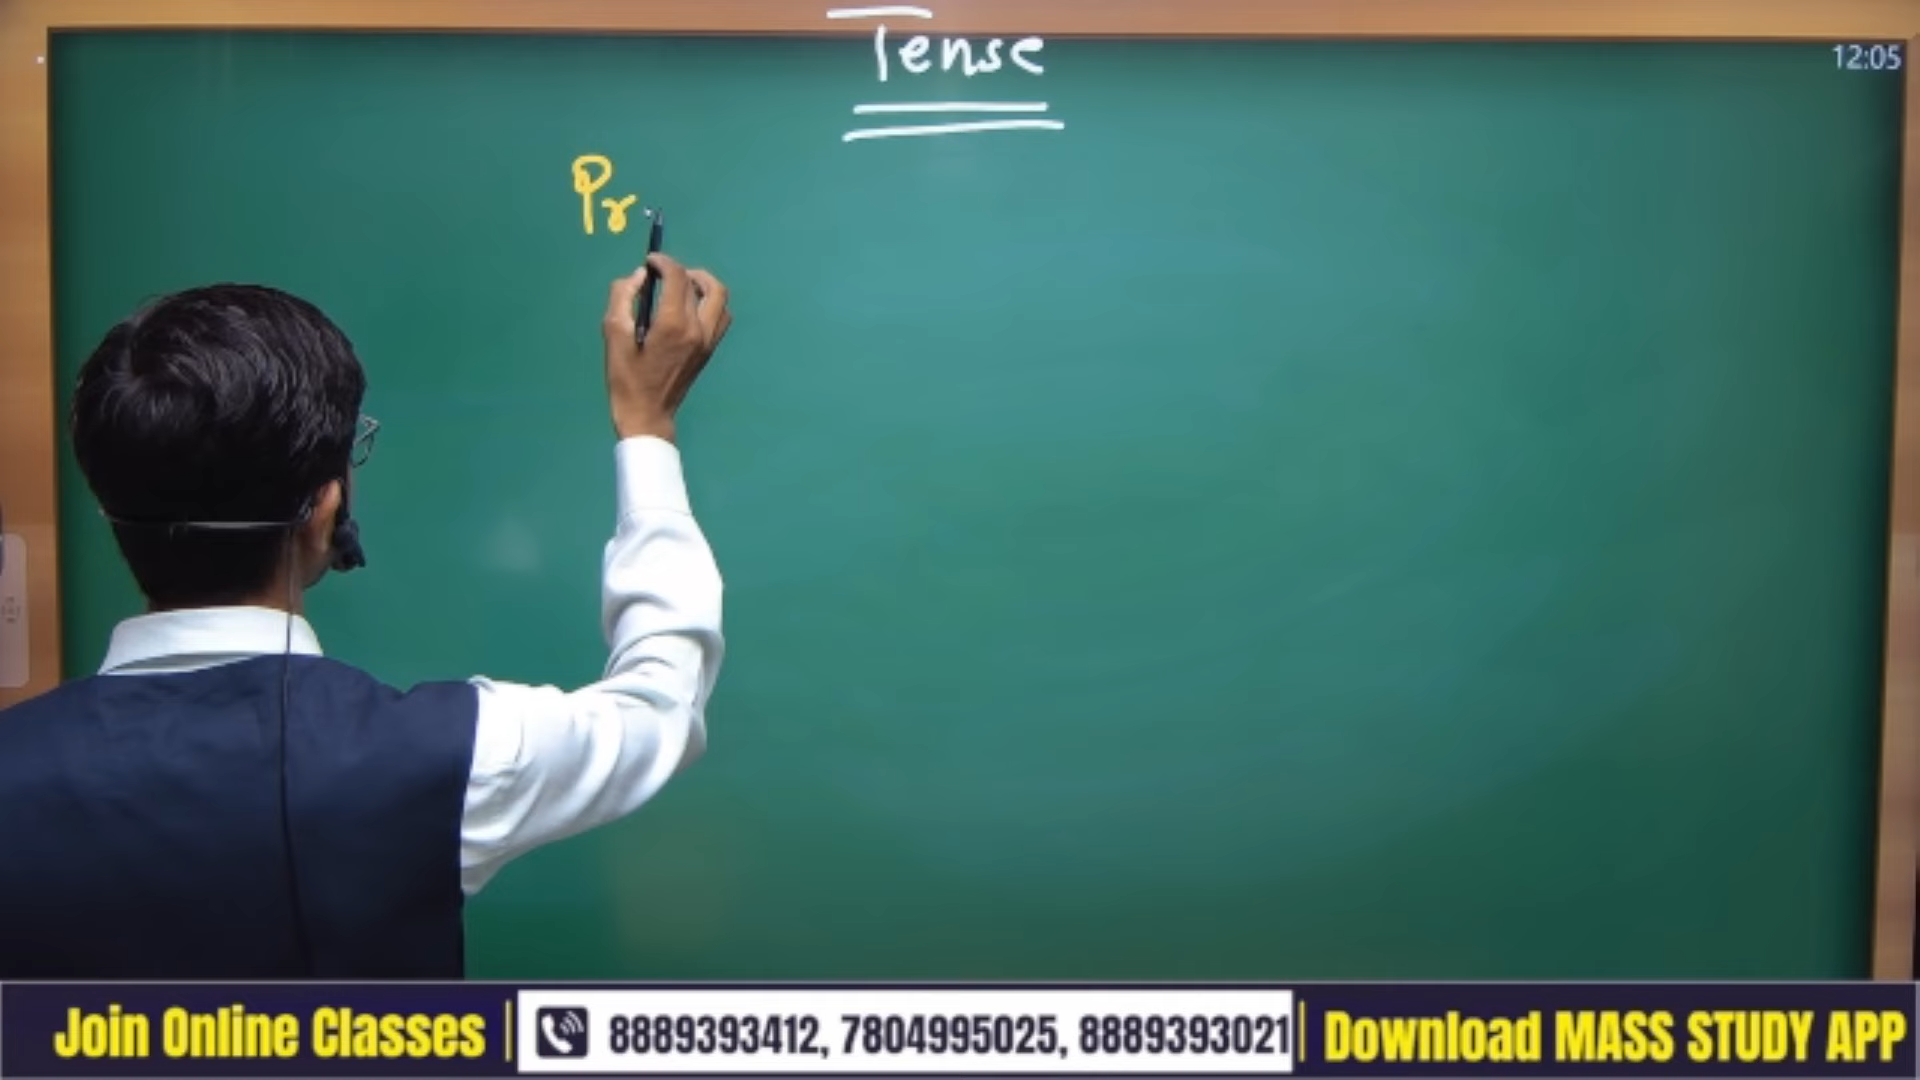 Tense
12:05
Pr
Join Online Classes
8889393412, 7804995025, 8889393021
Download MASS STUDY APP